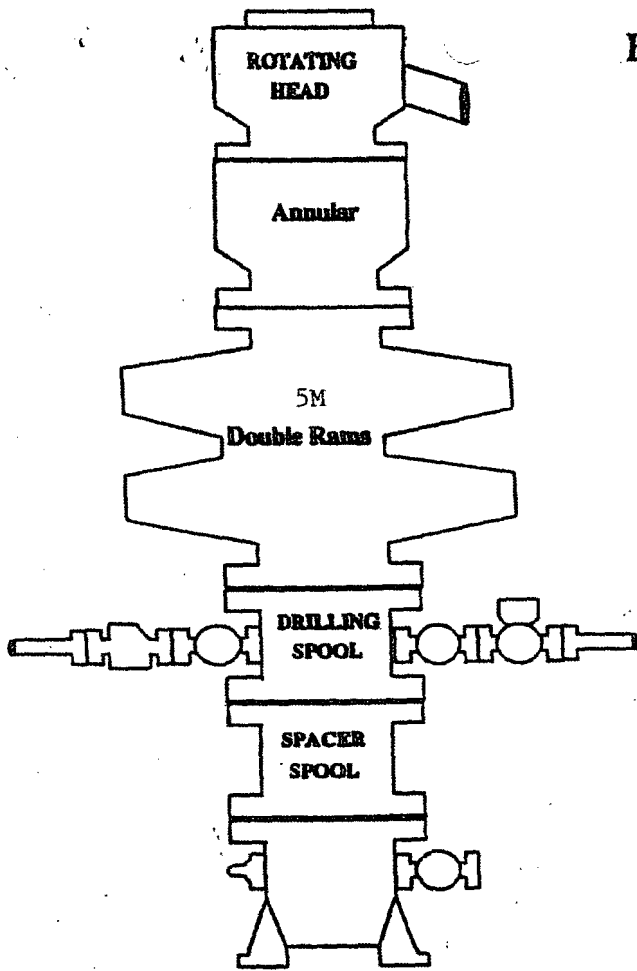 ROTATING
HEAD
Annular
5M
Double Rams
DRILLING
SPOOL
SPACER
SPOOL